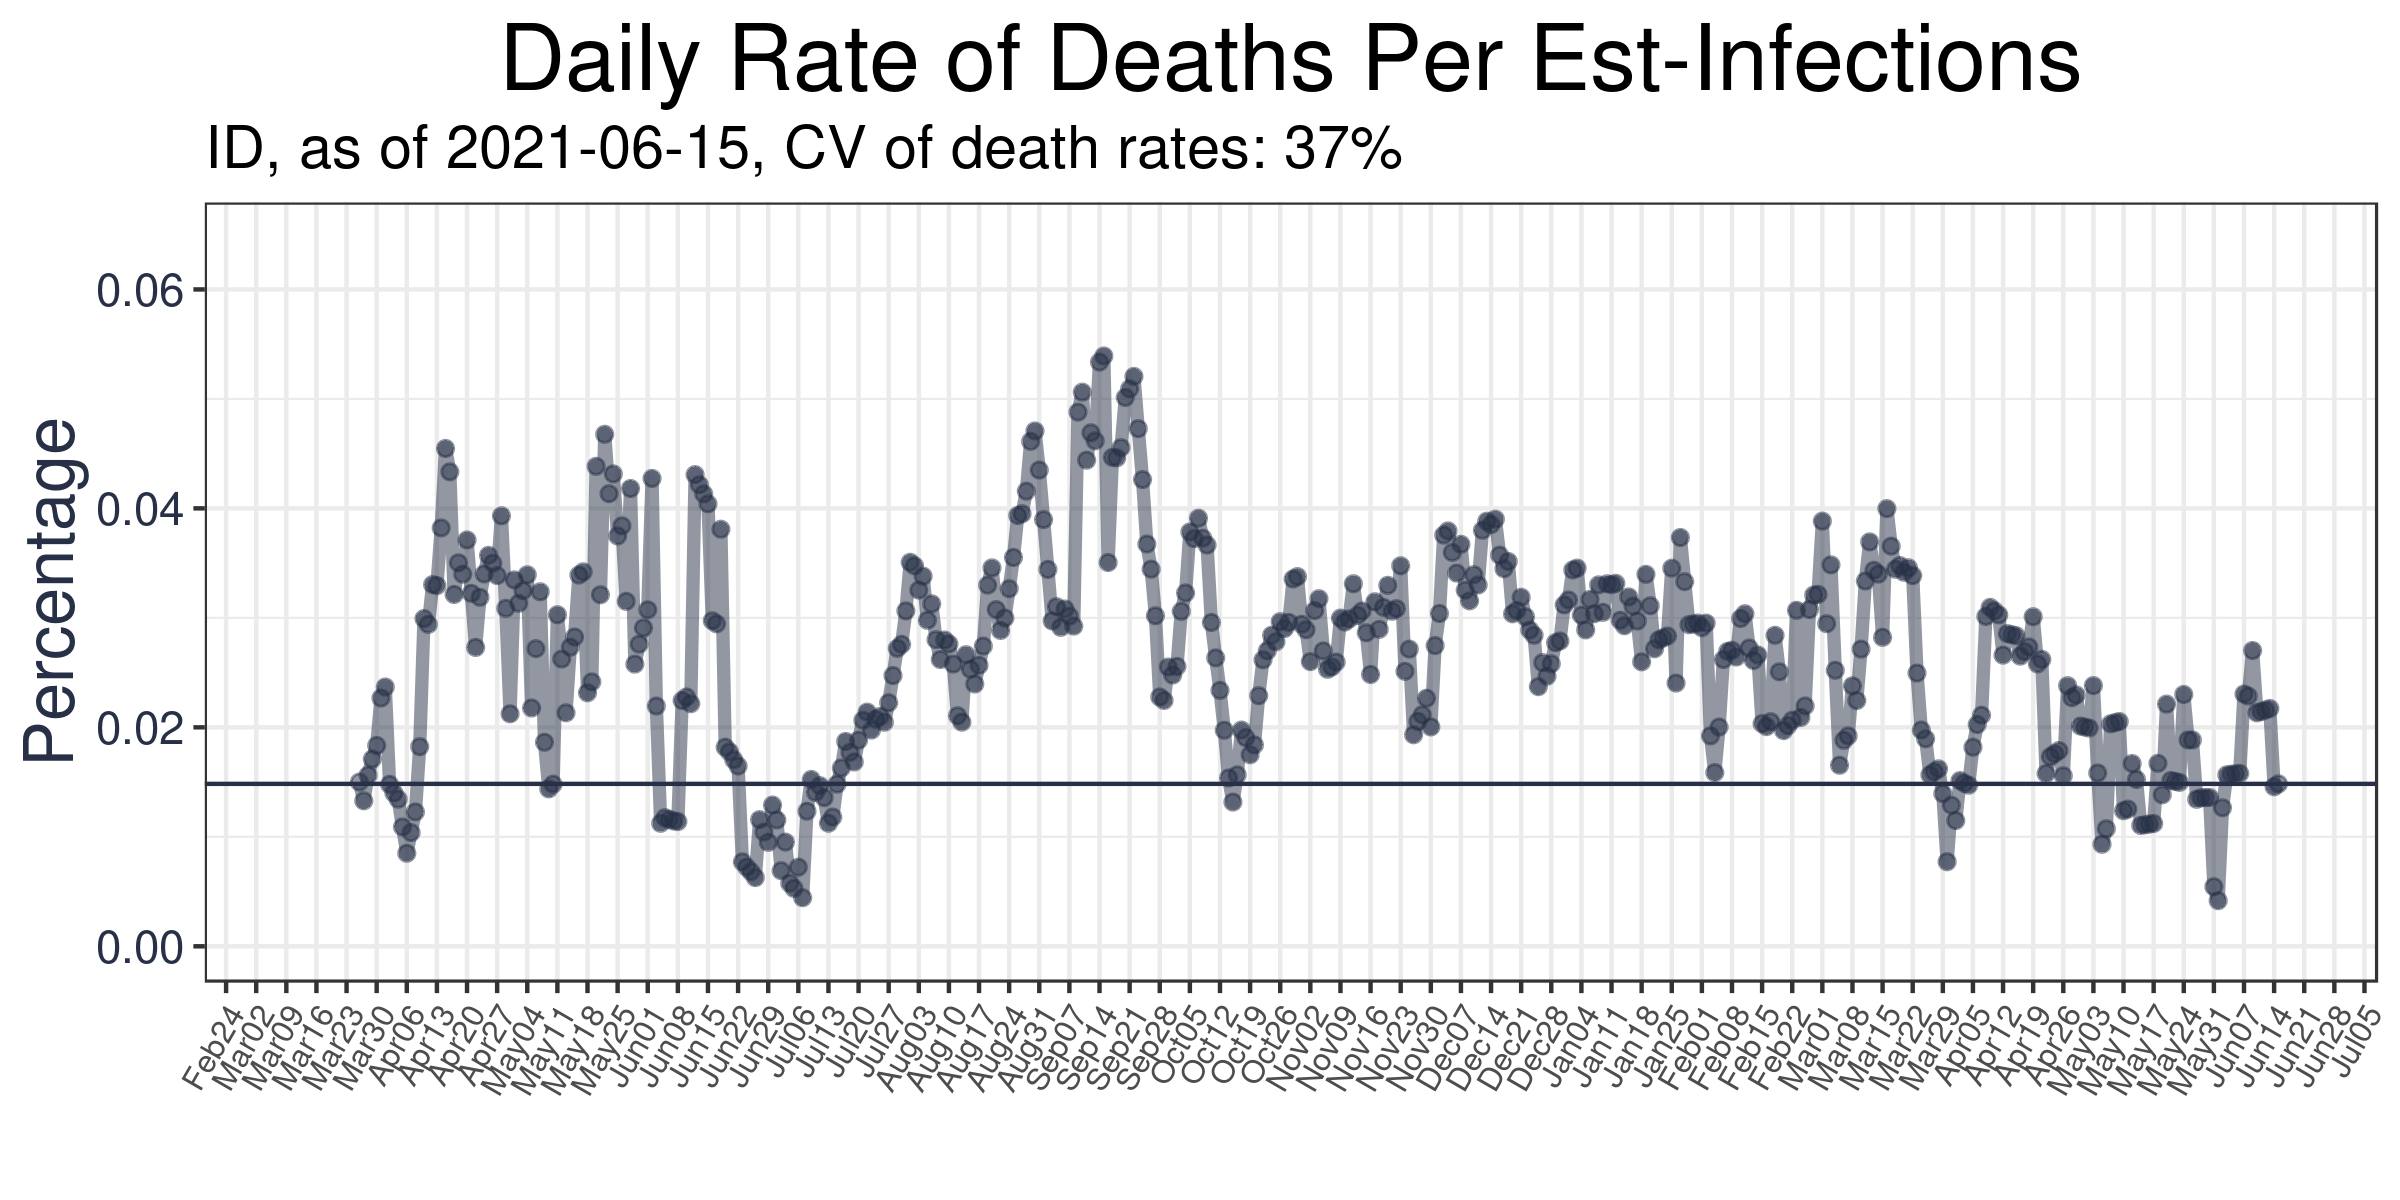 Daily Rate of Deaths Per Est-Infections
ID, as of 2021-06-15, CV of death rates: 37%
Percentage
0.06
0.04
0.02
0.00
Feb24
Mar02
Mar09
Mar16
Mar23
Mar30
Apr06
Apr13
Apr20
Apr27
May04
May11
May18
May25
Jun01
Jun08
Jun15
Jun22
Jun29
Jul06
Jul13
Jul20
Jul27
Aug03
Aug10
Aug17
Aug24
Aug31
Sep07
Sep14
Sep21
Sep28
Oct05
Oct12
Oct19
Oct26
Nov02
Nov09
Nov16
Nov23
Nov30
Dec07
Dec14
Dec21
Dec28
Jan04
Jan11
Jan18
Jan25
Feb01
Feb08
Feb15
Feb22
Mar01
Mar08
Mar15
Mar22
Mar29
Apr05
Apr12
Apr19
Apr26
May03
May10
May17
May24
May31
Jun07
Jun14
Jun21
Jun28
Jul05